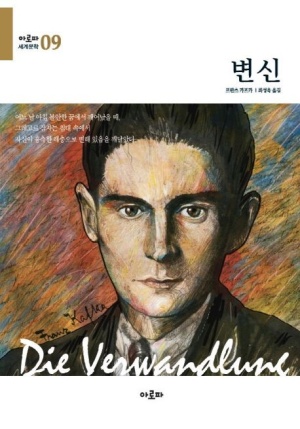 아로파
세계문학 09
변신
프란츠 카프카 | 최성욱 옮김
어느 날 아침 불안한 꿈에서 깨어났을 때,
그레고르 잠자는 침대 속에서
자신이 흉측한 해충으로 변해 있음을 깨달았다.
Franz Kafka
Die Verwandlung
아로파